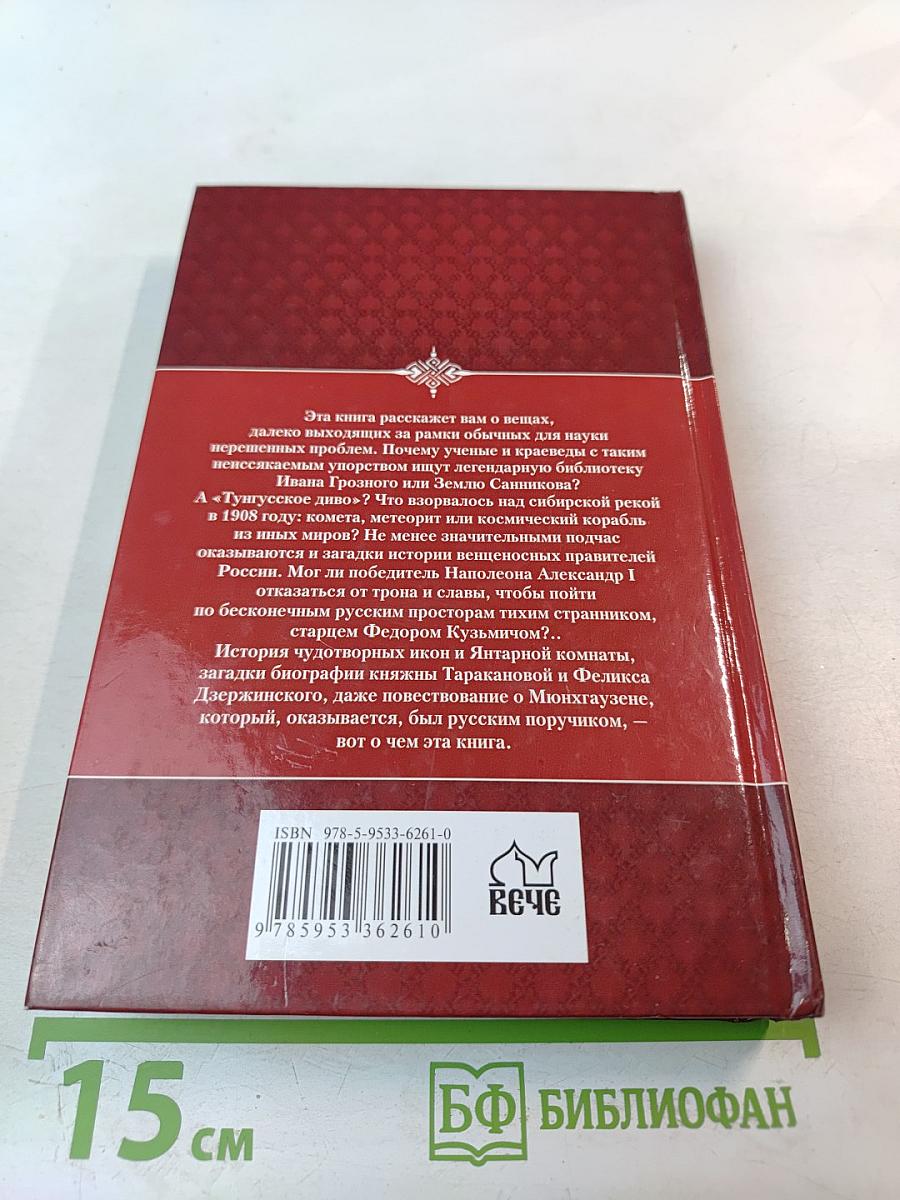 Эта книга расскажет вам о вещах,
далеко выходящих за рамки обычных для науки
нерешенных проблем. Почему ученые и краеведы с таким
неиссякаемым упорством ищут легендарную библиотеку
Ивана Грозного или Землю Санникова?
А «Тунгусское диво»? Что взорвалось над сибирской рекой
в 1908 году: комета, метеорит или космический корабль
из иных миров? Не менее значительными подчас
оказываются и загадки истории венценосных правителей
России. Мог ли победитель Наполеона Александр I
отказаться от трона и славы, чтобы пойти
по бесконечным русским просторам тихим странником,
старцем Федором Кузьмичом?..
История чудотворных икон и Янтарной комнаты,
загадки биографии княжны Таракановой и Феликса
Дзержинского, даже повествование о Мюнхгаузене,
который, оказывается, был русским поручиком, —
вот о чем эта книга.
ISBN 978-5-9533-6261-0
9 785953 362610
ВЕЧЕ
15 см
БФ БИБЛИОФАН